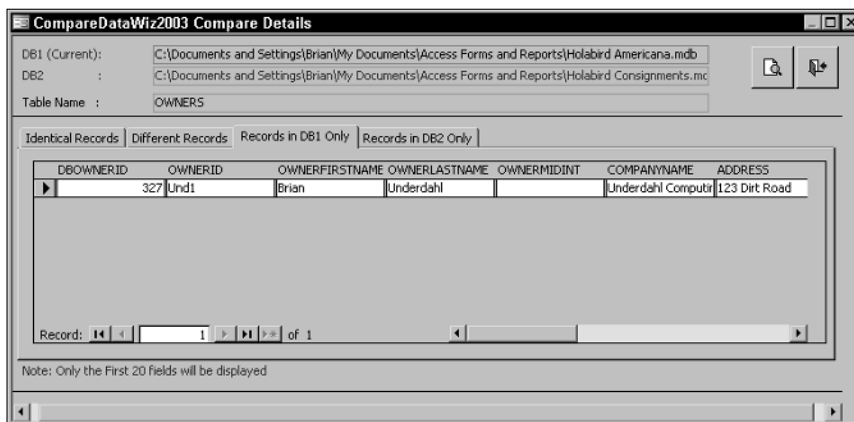 CompareDataWiz2003 Compare Details
DB1 (Current): C:\Documents and Settings\Brian\My Documents\Access Forms and Reports\Holabird Americana.mdb
DB2 : C:\Documents and Settings\Brian\My Documents\Access Forms and Reports\Holabird Consignments.mc
Table Name : OWNERS
Identical Records Different Records Records in DB1 Only Records in DB2 Only
DBOWNERID OWNERID OWNERFIRSTNAME OWNERLASTNAME OWNERMIDINT COMPANYNAME ADDRESS
327 Und1 Brian Underdahl Underdahl Computin 123 Dirt Road
Record: 1 of 1
Note: Only the First 20 fields will be displayed